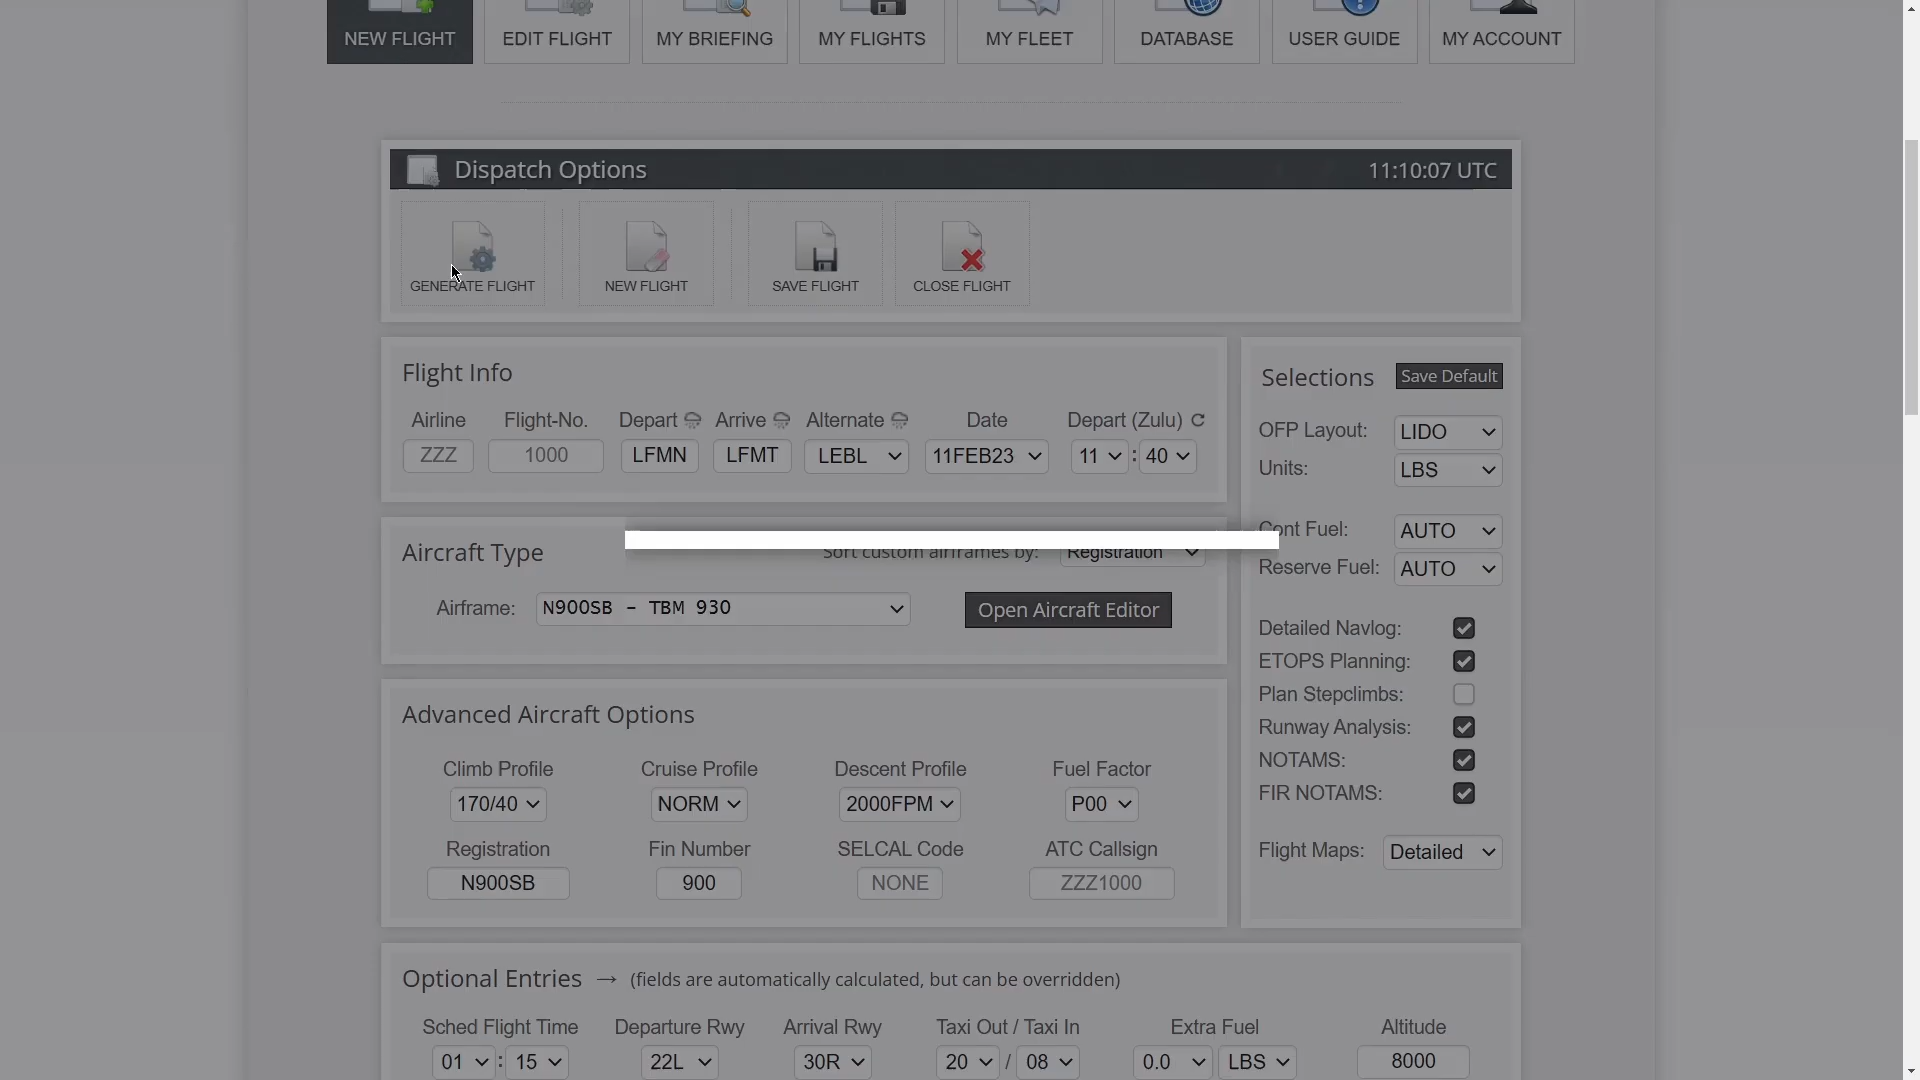 NEW FLIGHT EDIT FLIGHT MY BRIEFING MY FLIGHTS MY FLEET DATABASE USER GUIDE MY ACCOUNT
Dispatch Options 11:10:07 UTC
GENERATE FLIGHT NEW FLIGHT SAVE FLIGHT CLOSE FLIGHT
Flight Info
Airline Flight-No. Depart Arrive Alternate Date Depart (Zulu)
ZZZ 1000 LFMN LFMT LEBL 11FEB23 11 : 40
Selections Save Default
OFP Layout: LIDO
Units: LBS
Cont Fuel: AUTO
Reserve Fuel: AUTO
Detailed Navlog:
ETOPS Planning:
Plan Stepclimbs:
Runway Analysis:
NOTAMS:
FIR NOTAMS:
Flight Maps: Detailed
Aircraft Type Sort custom airframes by: Registration
Airframe: N900SB - TBM 930 Open Aircraft Editor
Advanced Aircraft Options
Climb Profile Cruise Profile Descent Profile Fuel Factor
170/40 NORM 2000FPM P00
Registration Fin Number SELCAL Code ATC Callsign
N900SB 900 NONE ZZZ1000
Optional Entries → (fields are automatically calculated, but can be overridden)
Sched Flight Time Departure Rwy Arrival Rwy Taxi Out / Taxi In Extra Fuel Altitude
01 : 15 22L 30R 20 / 08 0.0 LBS 8000